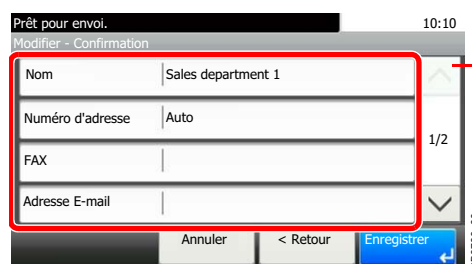 Prêt pour envoi. 10:10
Modifier - Confirmation
Nom Sales department 1
Numéro d'adresse Auto
1/2
FAX
Adresse E-mail
Annuler < Retour Enregistrer